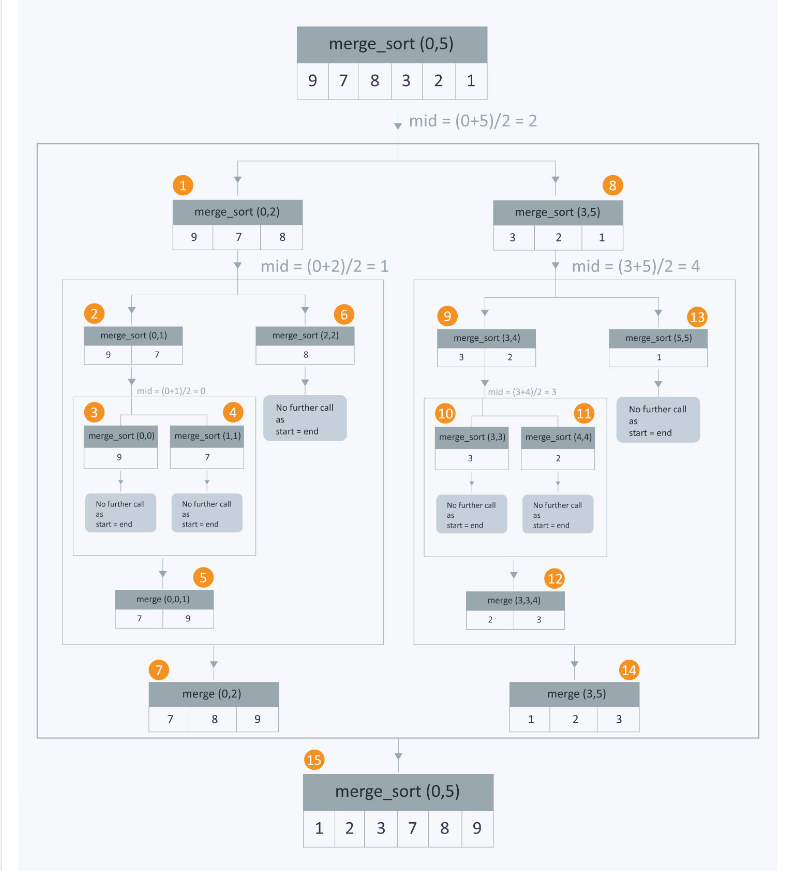 merge_sort (0,5)
9 7 8 3 2 1
mid = (0+5)/2 = 2
1
merge_sort (0,2)
9 7 8
mid = (0+2)/2 = 1
2
merge_sort (0,1)
9 7
mid = (0+1)/2 = 0
3
merge_sort (0,0)
9
No further call
as
start = end
4
merge_sort (1,1)
7
No further call
as
start = end
5
merge (0,0,1)
7 9
6
merge_sort (2,2)
8
No further call
as
start = end
7
merge (0,2)
7 8 9
8
merge_sort (3,5)
3 2 1
mid = (3+5)/2 = 4
9
merge_sort (3,4)
3 2
mid = (3+4)/2 = 3
10
merge_sort (3,3)
3
No further call
as
start = end
11
merge_sort (4,4)
2
No further call
as
start = end
12
merge (3,3,4)
2 3
13
merge_sort (5,5)
1
No further call
as
start = end
14
merge (3,5)
1 2 3
15
merge_sort (0,5)
1 2 3 7 8 9